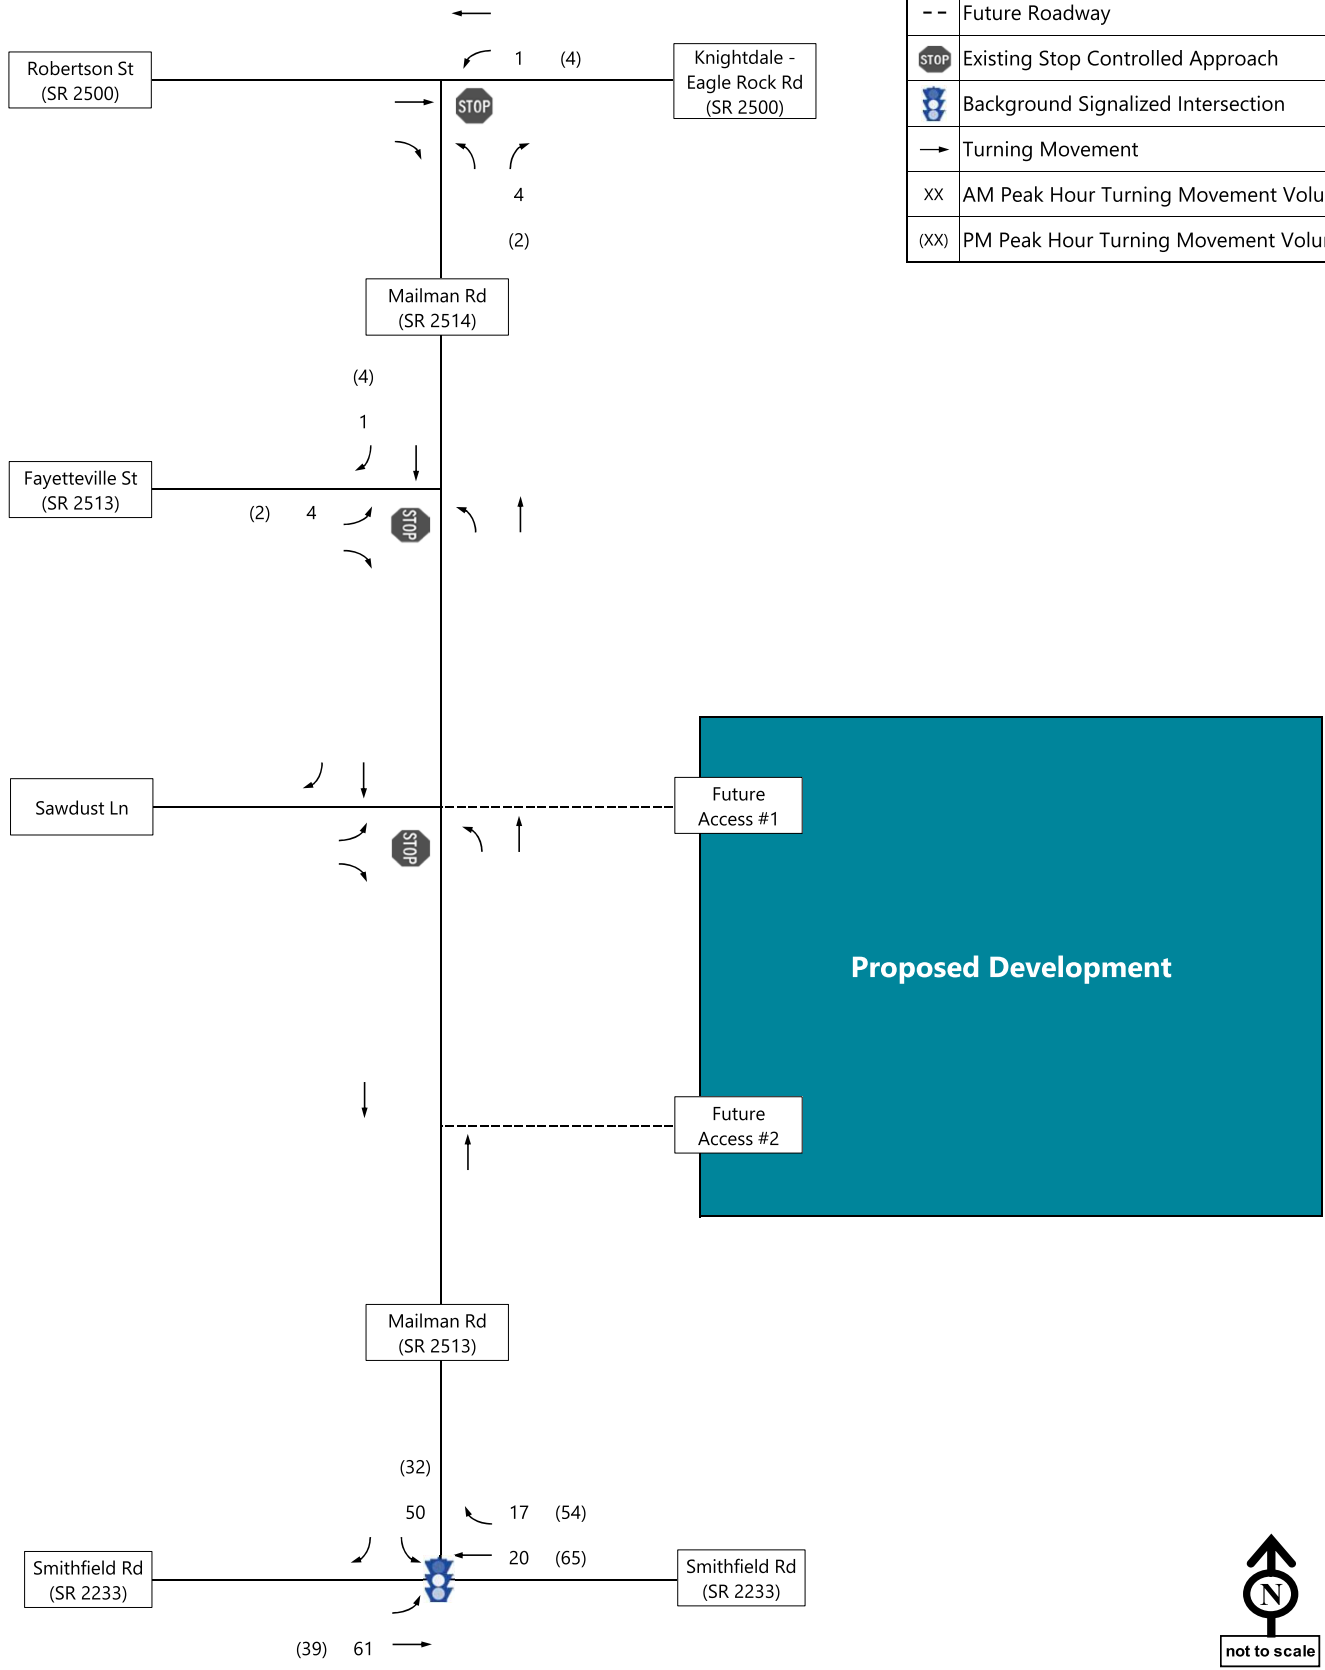 Future Roadway
STOP Existing Stop Controlled Approach
Background Signalized Intersection
Turning Movement
XX AM Peak Hour Turning Movement
(XX) PM Peak Hour Turning Movement
Robertson St
(SR 2500)
1 (4)
Knightdale -
Eagle Rock Rd
(SR 2500)
STOP
4
(2)
Mailman Rd
(SR 2514)
(4)
1
Fayetteville St
(SR 2513)
(2) 4
STOP
Sawdust Ln
STOP
Future
Access #1
Proposed Development
Future
Access #2
Mailman Rd
(SR 2513)
(32)
50
17 (54)
20 (65)
Smithfield Rd
(SR 2233)
Smithfield Rd
(SR 2233)
(39) 61
N
not to scale